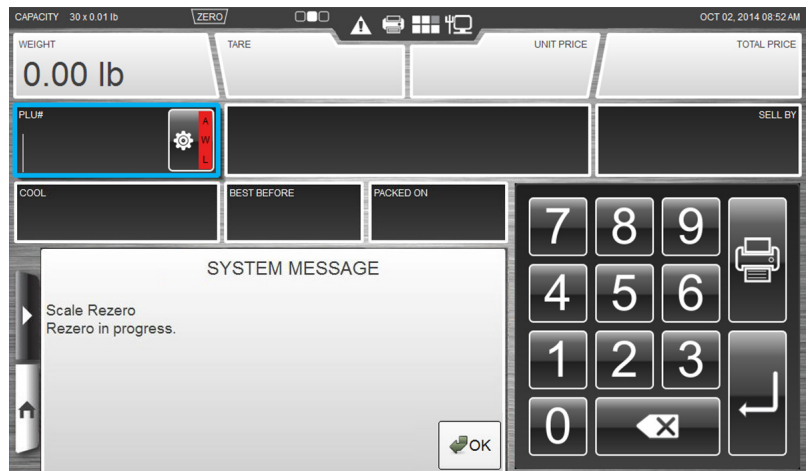 CAPACITY 30 x 0.01 lb
ZERO
OCT 02, 2014 08:52 AM
WEIGHT
0.00 lb
TARE
UNIT PRICE
TOTAL PRICE
PLU#
A
W
L
SELL BY
COOL
BEST BEFORE
PACKED ON
SYSTEM MESSAGE
Scale Rezero
Rezero in progress.
OK
7 8 9
4 5 6
1 2 3
0